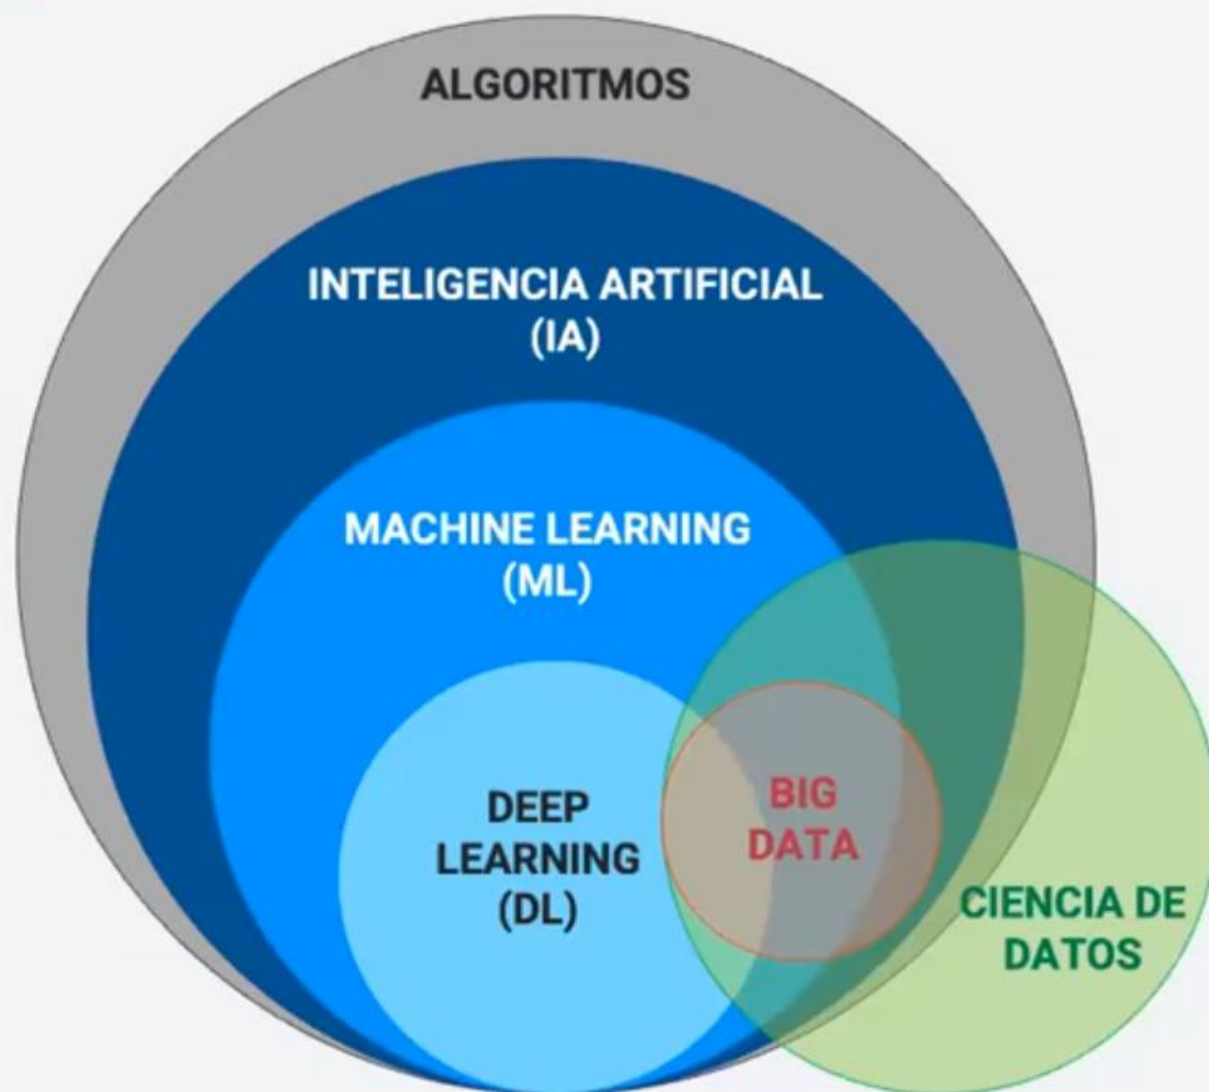 ALGORITMOS
INTELIGENCIA ARTIFICIAL
(IA)
MACHINE LEARNING
(ML)
DEEP
LEARNING
(DL)
BIG
DATA
CIENCIA DE
DATOS